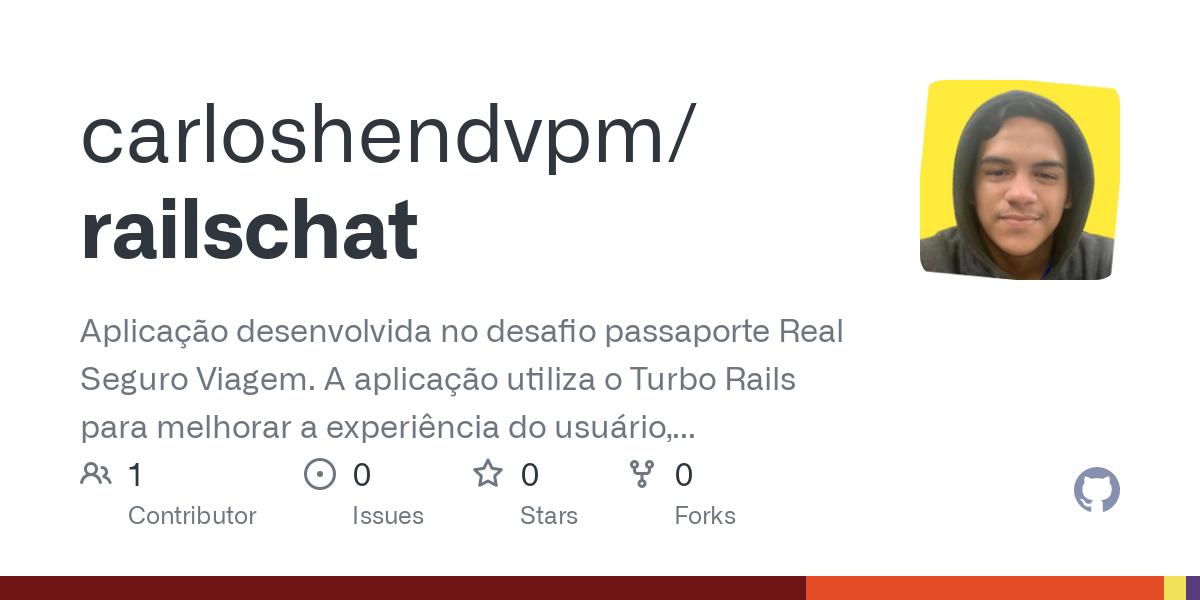 carloshendvpm/
railschat
Aplicação desenvolvida no desafio passaporte Real
Seguro Viagem. A aplicação utiliza o Turbo Rails
para melhorar a experiência do usuário,...
1 0 0 0
Contributor Issues Stars Forks